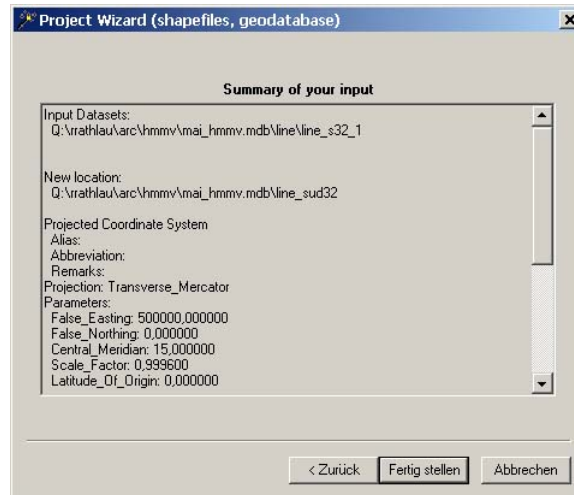 Project Wizard (shapefiles, geodatabase)
Summary of your input
Input Datasets:
Q:\rrathlau\arc\hmmv\mai_hmmv.mdb\line\line_s32_1
New location:
Q:\rrathlau\arc\hmmv\mai_hmmv.mdb\line_sud32
Projected Coordinate System
Alias:
Abbreviation:
Remarks:
Projection: Transverse_Mercator
Parameters:
False_Easting: 500000,000000
False_Northing: 0,000000
Central_Meridian: 15,000000
Scale_Factor: 0,999600
Latitude_Of_Origin: 0,000000
< Zurück Fertig stellen Abbrechen